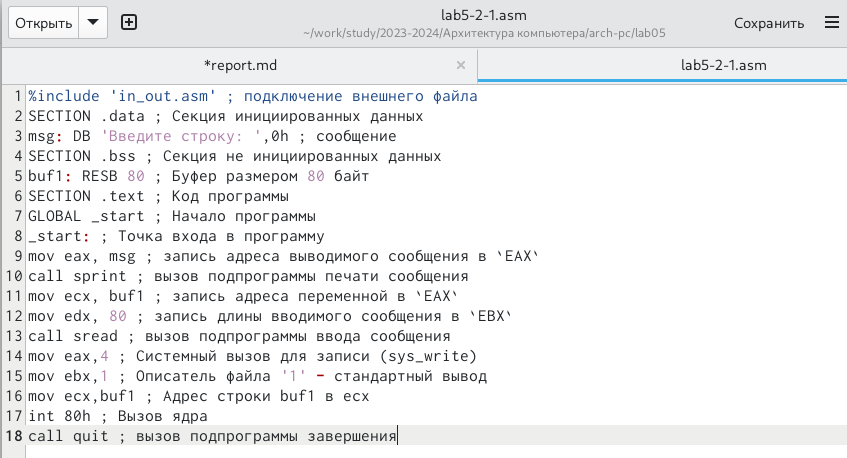 Открыть
lab5-2-1.asm
~/work/study/2023-2024/Архитектура компьютера/arch-pc/lab05
Сохранить
*report.md
lab5-2-1.asm
1 %include 'in_out.asm' ; подключение внешнего файла
2 SECTION .data ; Секция инициированных данных
3 msg: DB 'Введите строку: ',0h ; сообщение
4 SECTION .bss ; Секция не инициированных данных
5 buf1: RESB 80 ; Буфер размером 80 байт
6 SECTION .text ; Код программы
7 GLOBAL _start ; Начало программы
8 _start: ; Точка входа в программу
9 mov eax, msg ; запись адреса выводимого сообщения в `EAX`
10 call sprint ; вызов подпрограммы печати сообщения
11 mov ecx, buf1 ; запись адреса переменной в `EAX`
12 mov edx, 80 ; запись длины вводимого сообщения в `EBX`
13 call sread ; вызов подпрограммы ввода сообщения
14 mov eax,4 ; Системный вызов для записи (sys_write)
15 mov ebx,1 ; Описатель файла '1' - стандартный вывод
16 mov ecx,buf1 ; Адрес строки buf1 в ecx
17 int 80h ; Вызов ядра
18 call quit ; вызов подпрограммы завершения